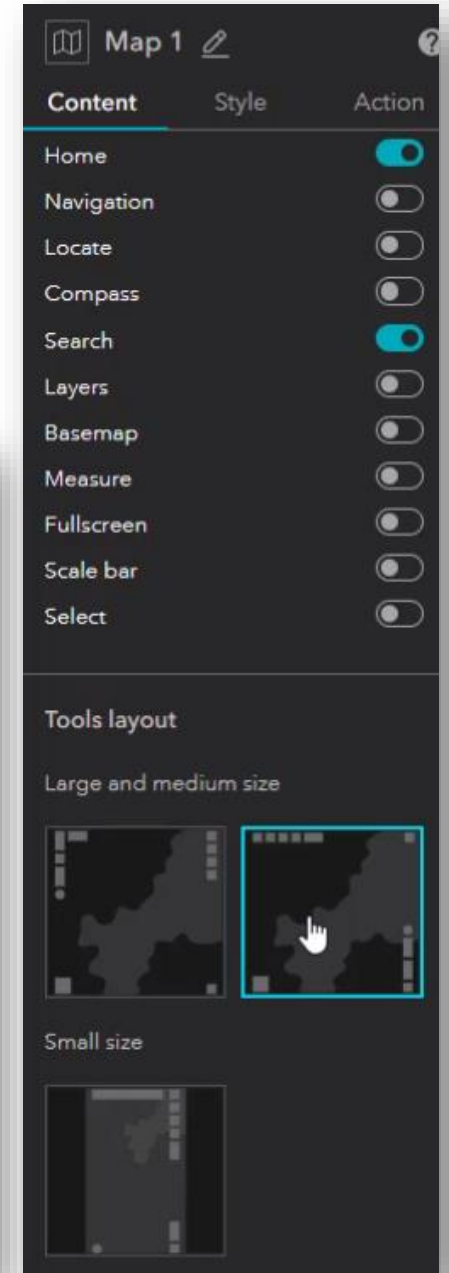 Map 1
?
Content Style Action
Home
Navigation
Locate
Compass
Search
Layers
Basemap
Measure
Fullscreen
Scale bar
Select
Tools layout
Large and medium size
Small size